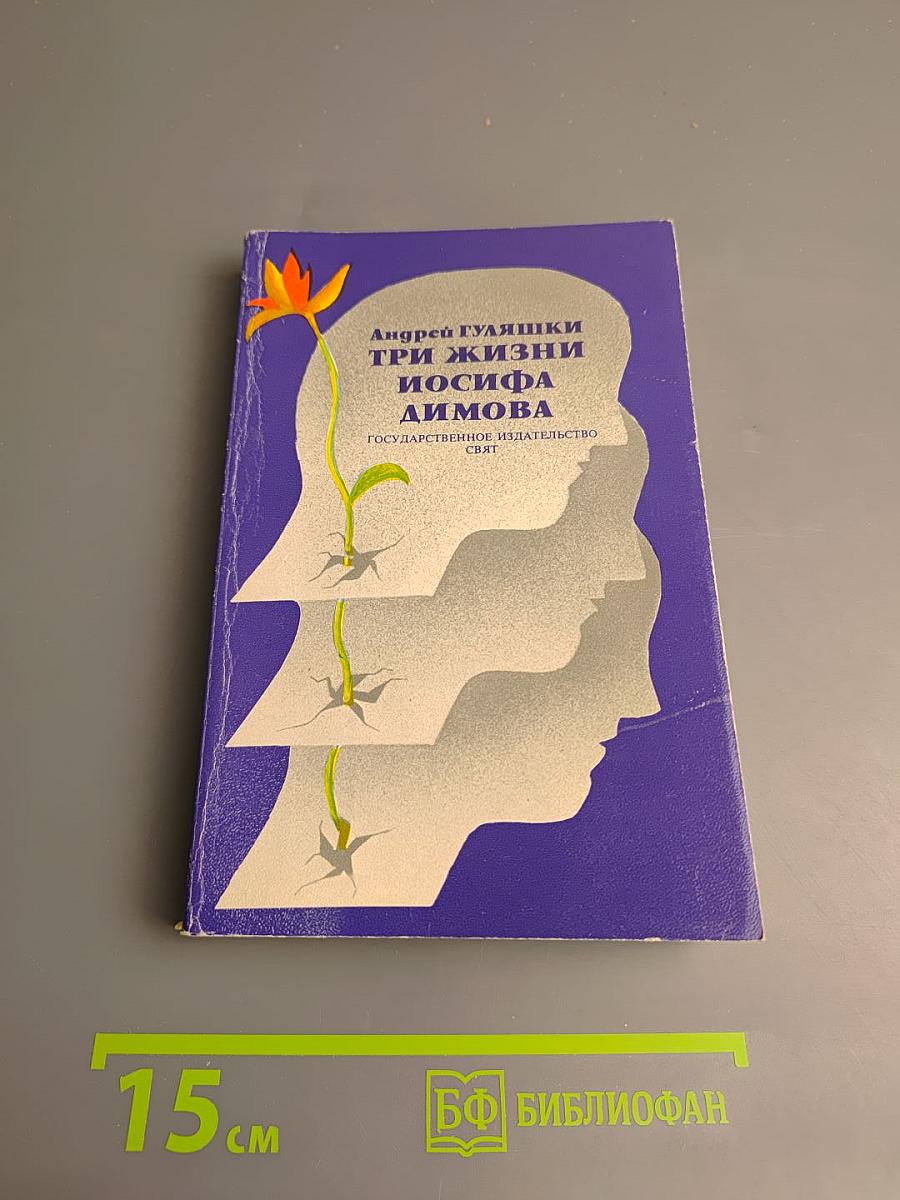 Андрей ГУЛЯШКИ
ТРИ ЖИЗНИ
ИОСИФА
ДИМОВА
ГОСУДАРСТВЕННОЕ ИЗДАТЕЛЬСТВО
СВЯТ
15 см
БФ БИБЛИОФАН